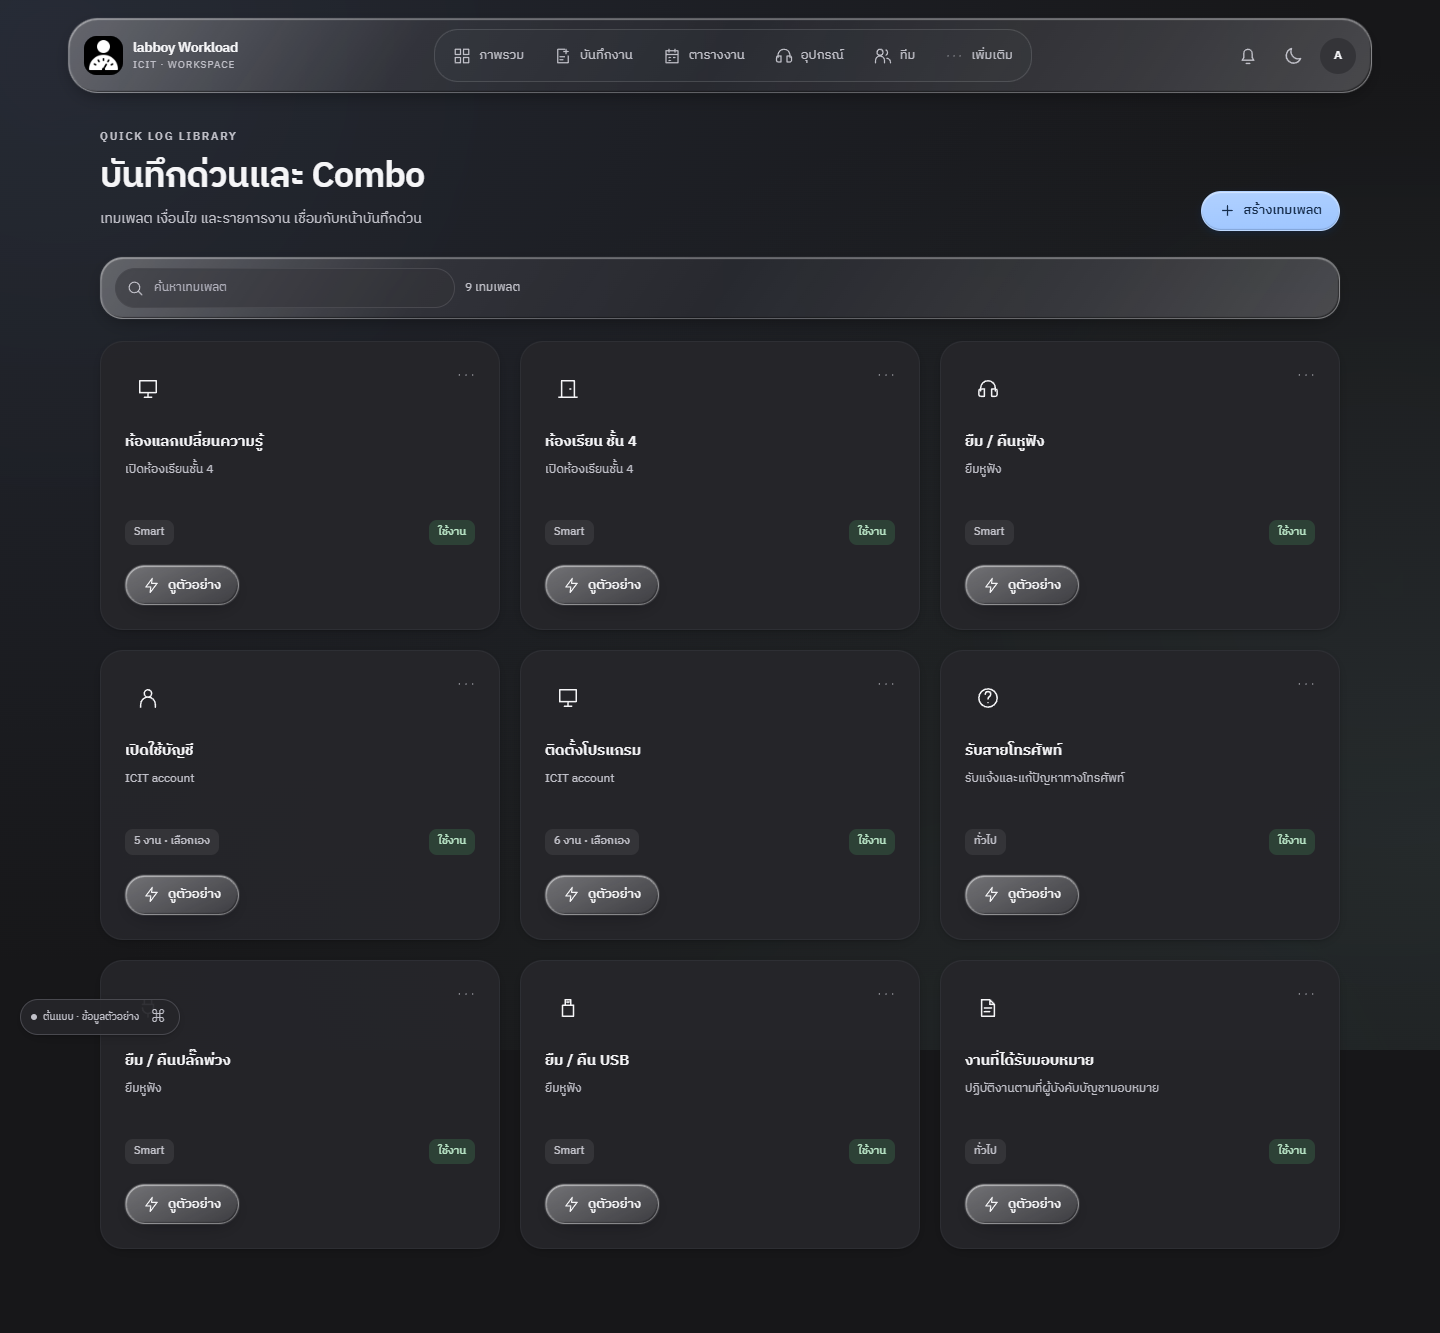 labboy Workload
ICIT · WORKSPACE
ภาพรวม
บันทึกงาน
ตารางงาน
อุปกรณ์
ทีม
··· เพิ่มเติม
A
QUICK LOG LIBRARY
บันทึกด่วนและ Combo
เทมเพลต เงื่อนไข และรายการงาน เชื่อมกับหน้าบันทึกด่วน
+ สร้างเทมเพลต
ค้นหาเทมเพลต
9 เทมเพลต
ห้องแลกเปลี่ยนความรู้
เปิดห้องเรียนชั้น 4
Smart
ใช้งาน
ดูตัวอย่าง
ห้องเรียน ชั้น 4
เปิดห้องเรียนชั้น 4
Smart
ใช้งาน
ดูตัวอย่าง
ยืม / คืนหูฟัง
ยืมหูฟัง
Smart
ใช้งาน
ดูตัวอย่าง
เปิดใช้บัญชี
ICIT account
5 งาน · เลือกเอง
ใช้งาน
ดูตัวอย่าง
ติดตั้งโปรแกรม
ICIT account
6 งาน · เลือกเอง
ใช้งาน
ดูตัวอย่าง
รับสายโทรศัพท์
รับแจ้งและแก้ปัญหาทางโทรศัพท์
ทั่วไป
ใช้งาน
ดูตัวอย่าง
ต้นแบบ · ข้อมูลตัวอย่าง ⌘
ยืม / คืนปลั๊กพ่วง
ยืมหูฟัง
Smart
ใช้งาน
ดูตัวอย่าง
ยืม / คืน USB
ยืมหูฟัง
Smart
ใช้งาน
ดูตัวอย่าง
งานที่ได้รับมอบหมาย
ปฏิบัติงานตามที่ผู้บังคับบัญชามอบหมาย
ทั่วไป
ใช้งาน
ดูตัวอย่าง